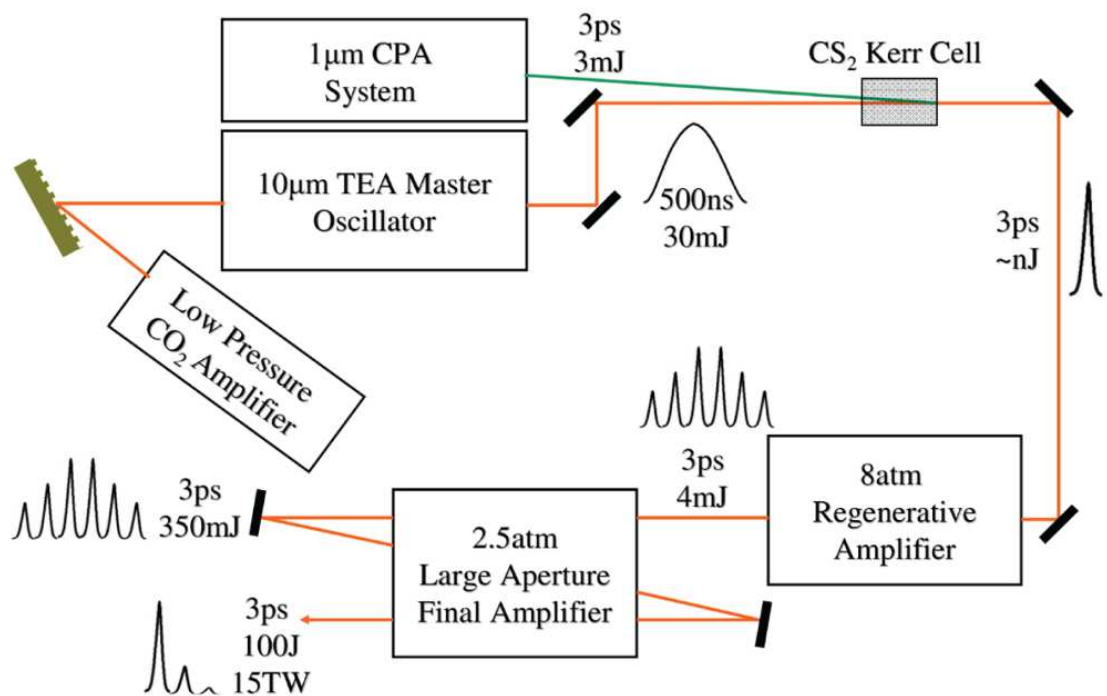 1μm CPA
System
3ps
3mJ
CS₂ Kerr Cell
10μm TEA Master
Oscillator
500ns
30mJ
3ps
~nJ
Low Pressure
CO₂ Amplifier
3ps
4mJ
8atm
Regenerative
Amplifier
3ps
350mJ
2.5atm
Large Aperture
Final Amplifier
3ps
100J
15TW